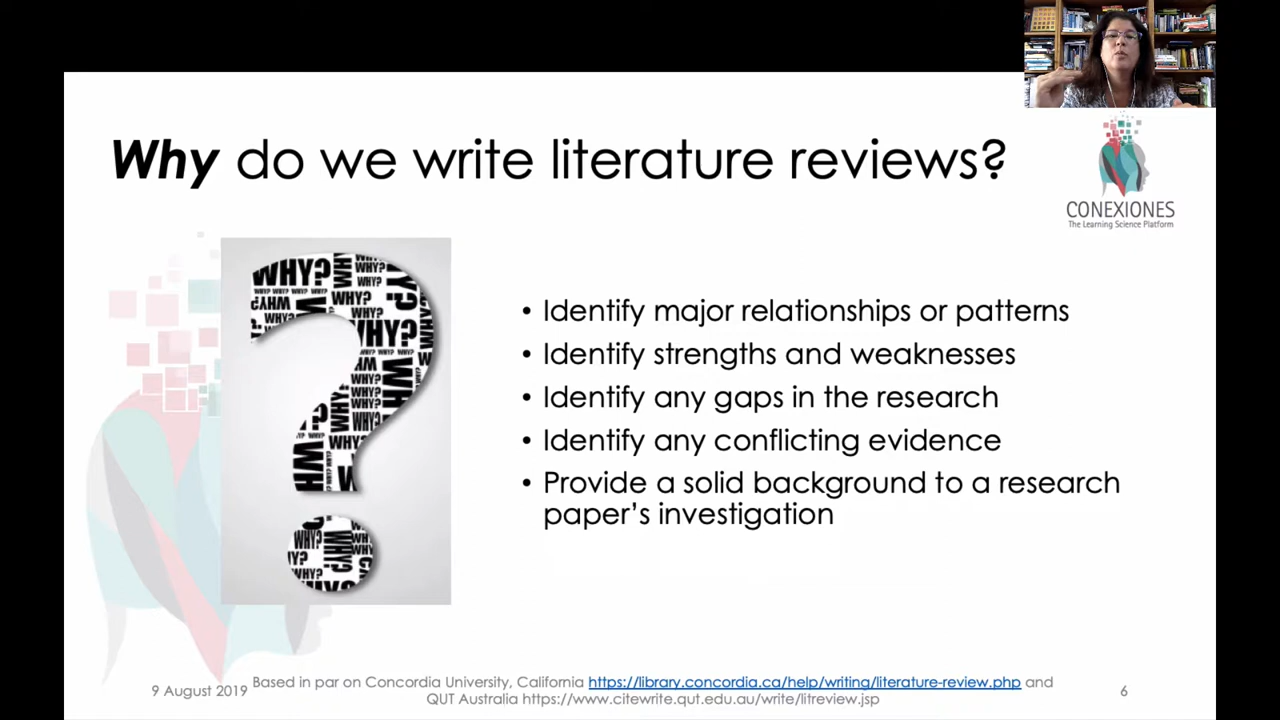 Why do we write literature reviews?
CONEXIONES
The Learning Science Platform
WHY?
• Identify major relationships or patterns
• Identify strengths and weaknesses
• Identify any gaps in the research
• Identify any conflicting evidence
• Provide a solid background to a research
paper's investigation
9 August 2019
Based in par on Concordia University, California https://library.concordia.ca/help/writing/literature-review.php and
QUT Australia https://www.citewrite.qut.edu.au/write/litreview.jsp
6